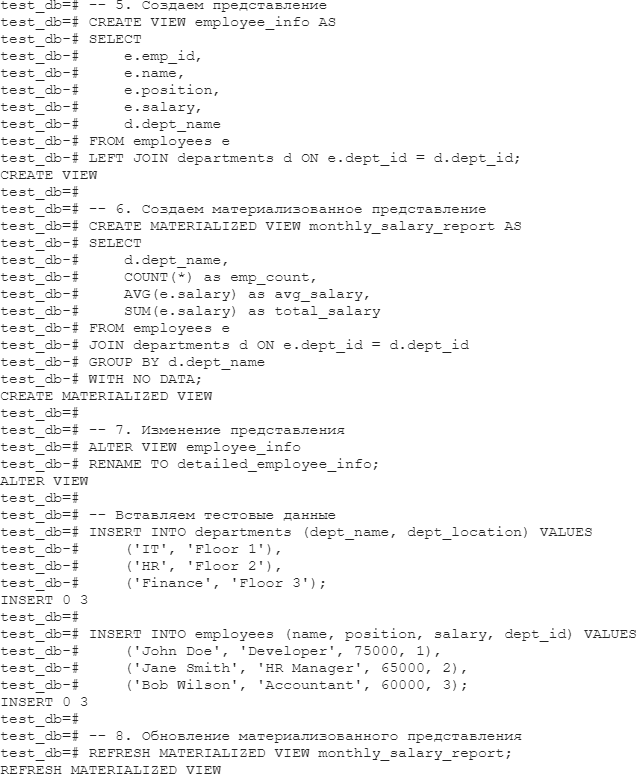 test_db=# -- 5. Создаем представление
test_db=# CREATE VIEW employee_info AS
test_db-# SELECT
test_db-#     e.emp_id,
test_db-#     e.name,
test_db-#     e.position,
test_db-#     e.salary,
test_db-#     d.dept_name
test_db-# FROM employees e
test_db-# LEFT JOIN departments d ON e.dept_id = d.dept_id;
CREATE VIEW
test_db=#
test_db=# -- 6. Создаем материализованное представление
test_db=# CREATE MATERIALIZED VIEW monthly_salary_report AS
test_db-# SELECT
test_db-#     d.dept_name,
test_db-#     COUNT(*) as emp_count,
test_db-#     AVG(e.salary) as avg_salary,
test_db-#     SUM(e.salary) as total_salary
test_db-# FROM employees e
test_db-# JOIN departments d ON e.dept_id = d.dept_id
test_db-# GROUP BY d.dept_name
test_db-# WITH NO DATA;
CREATE MATERIALIZED VIEW
test_db=#
test_db=# -- 7. Изменение представления
test_db=# ALTER VIEW employee_info
test_db-# RENAME TO detailed_employee_info;
ALTER VIEW
test_db=#
test_db=# -- Вставляем тестовые данные
test_db=# INSERT INTO departments (dept_name, dept_location) VALUES
test_db-#     ('IT', 'Floor 1'),
test_db-#     ('HR', 'Floor 2'),
test_db-#     ('Finance', 'Floor 3');
INSERT 0 3
test_db=#
test_db=# INSERT INTO employees (name, position, salary, dept_id) VALUES
test_db-#     ('John Doe', 'Developer', 75000, 1),
test_db-#     ('Jane Smith', 'HR Manager', 65000, 2),
test_db-#     ('Bob Wilson', 'Accountant', 60000, 3);
INSERT 0 3
test_db=#
test_db=# -- 8. Обновление материализованного представления
test_db=# REFRESH MATERIALIZED VIEW monthly_salary_report;
REFRESH MATERIALIZED VIEW